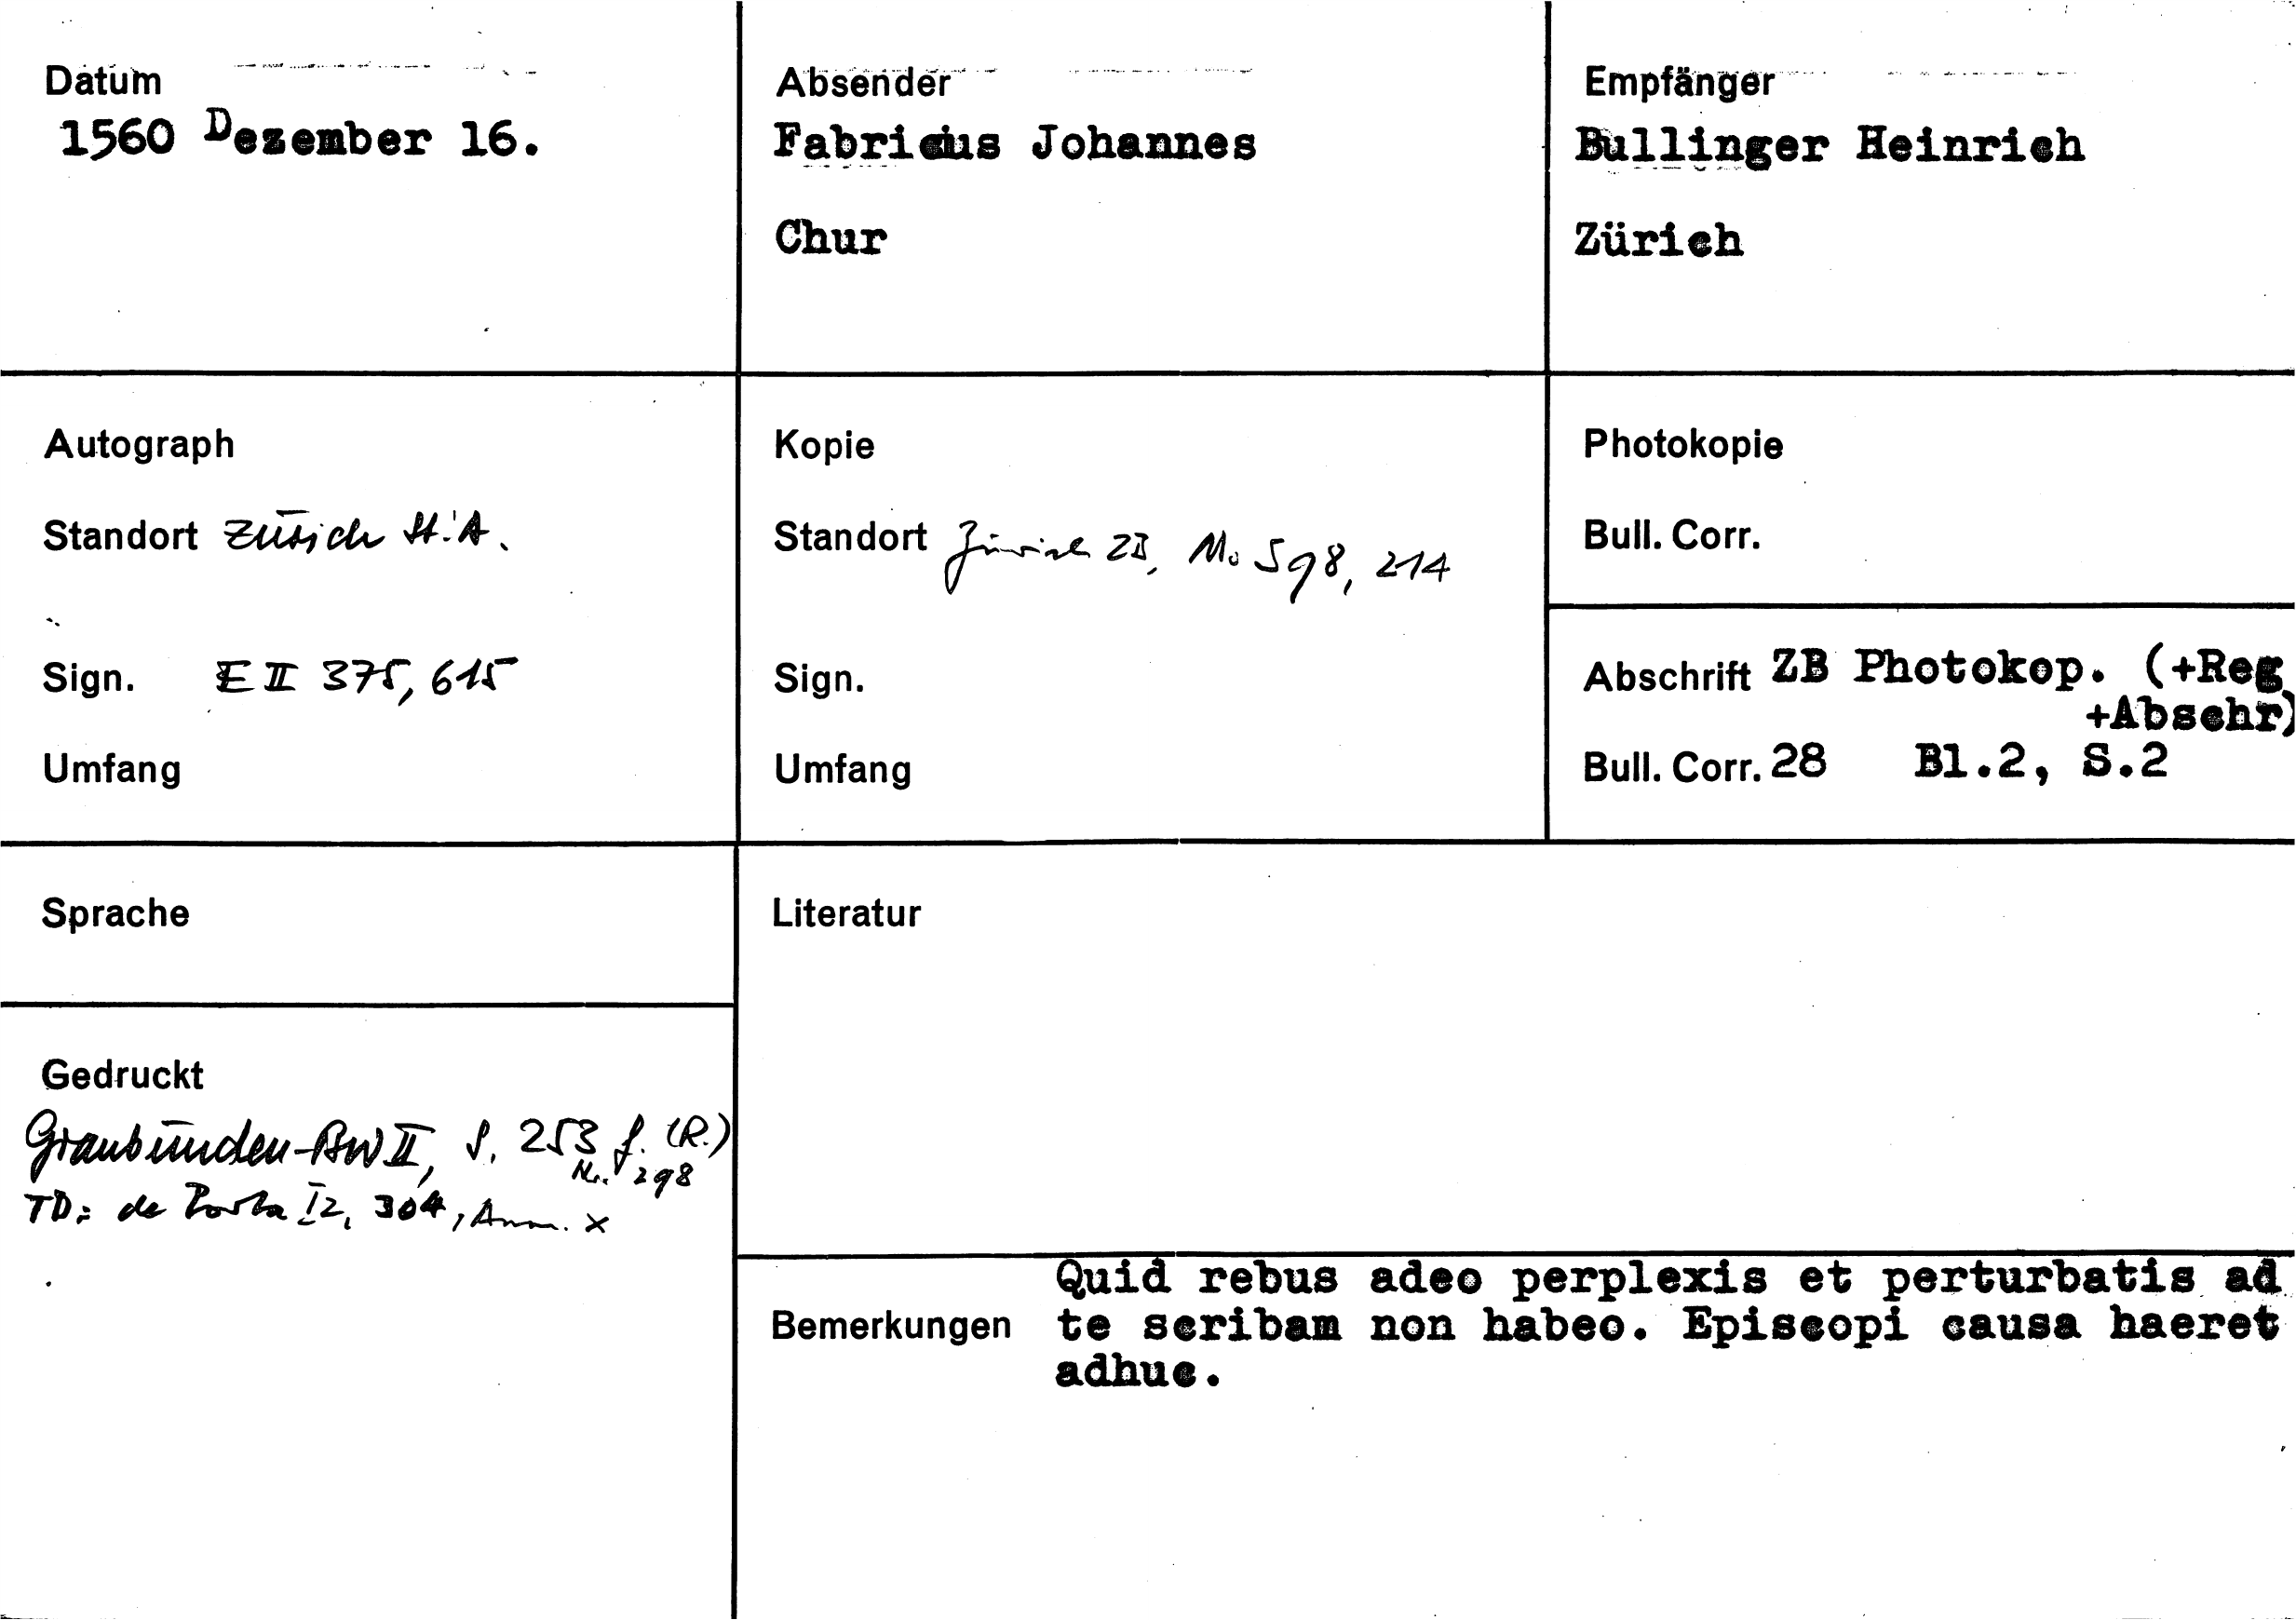 Datum
1560 Dezember 16.
Absender
Fabricius Johannes
Chur
Empfänger
Bullinger Heinrich
Zürich
Autograph
Standort Zürich St.A.
Sign. E II 375, 615
Umfang
Kopie
Standort Zürich ZB, Ms S 98, 214
Sign.
Umfang
Photokopie
Bull. Corr.
Abschrift ZB Photokop. (+Reg
+Abschr)
Bull. Corr. 28 Bl.2, S.2
Sprache
Literatur
Gedruckt
Graubünden-BW II, S. 253 f. (R.)
Nr. 298
TD: de Porta I2, 304, Anm. x
Bemerkungen
Quid rebus adeo perplexis et perturbatis ad
te scribam non habeo. Episcopi causa haeret
adhuc.